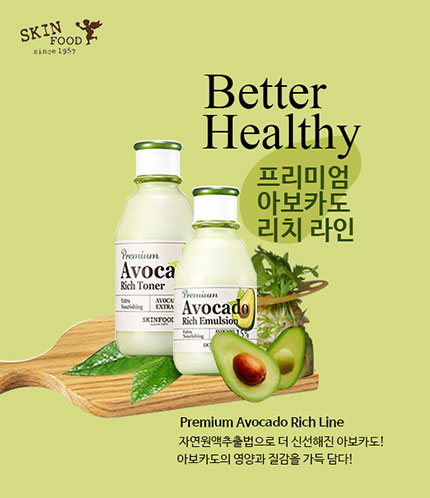 SKIN
FOOD
since 1957
Better
Healthy
프리미엄
아보카도
리치 라인
Premium
Avoca
Rich Toner
Extra
Nourishing
AVOCA
EXTRA
SKINFOOD
Premium
Avocado
Rich Emulsion
Extra
Nourishing
AVOCADO
SKINF
Premium Avocado Rich Line
자연원액추출법으로 더 신선해진 아보카도!
아보카도의 영양과 질감을 가득 담다!